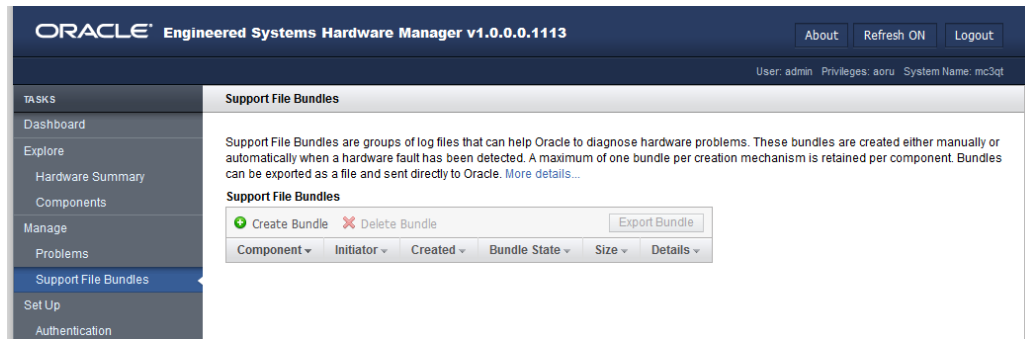 ORACLE® Engineered Systems Hardware Manager v1.0.0.0.1113
About Refresh ON Logout
User: admin Privileges: aoru System Name: mc3qt
TASKS
Dashboard
Explore
Hardware Summary
Components
Manage
Problems
Support File Bundles
Set Up
Authentication
Support File Bundles
Support File Bundles are groups of log files that can help Oracle to diagnose hardware problems. These bundles are created either manually or
automatically when a hardware fault has been detected. A maximum of one bundle per creation mechanism is retained per component. Bundles
can be exported as a file and sent directly to Oracle. More details...
Support File Bundles
Create Bundle Delete Bundle Export Bundle
Component Initiator Created Bundle State Size Details